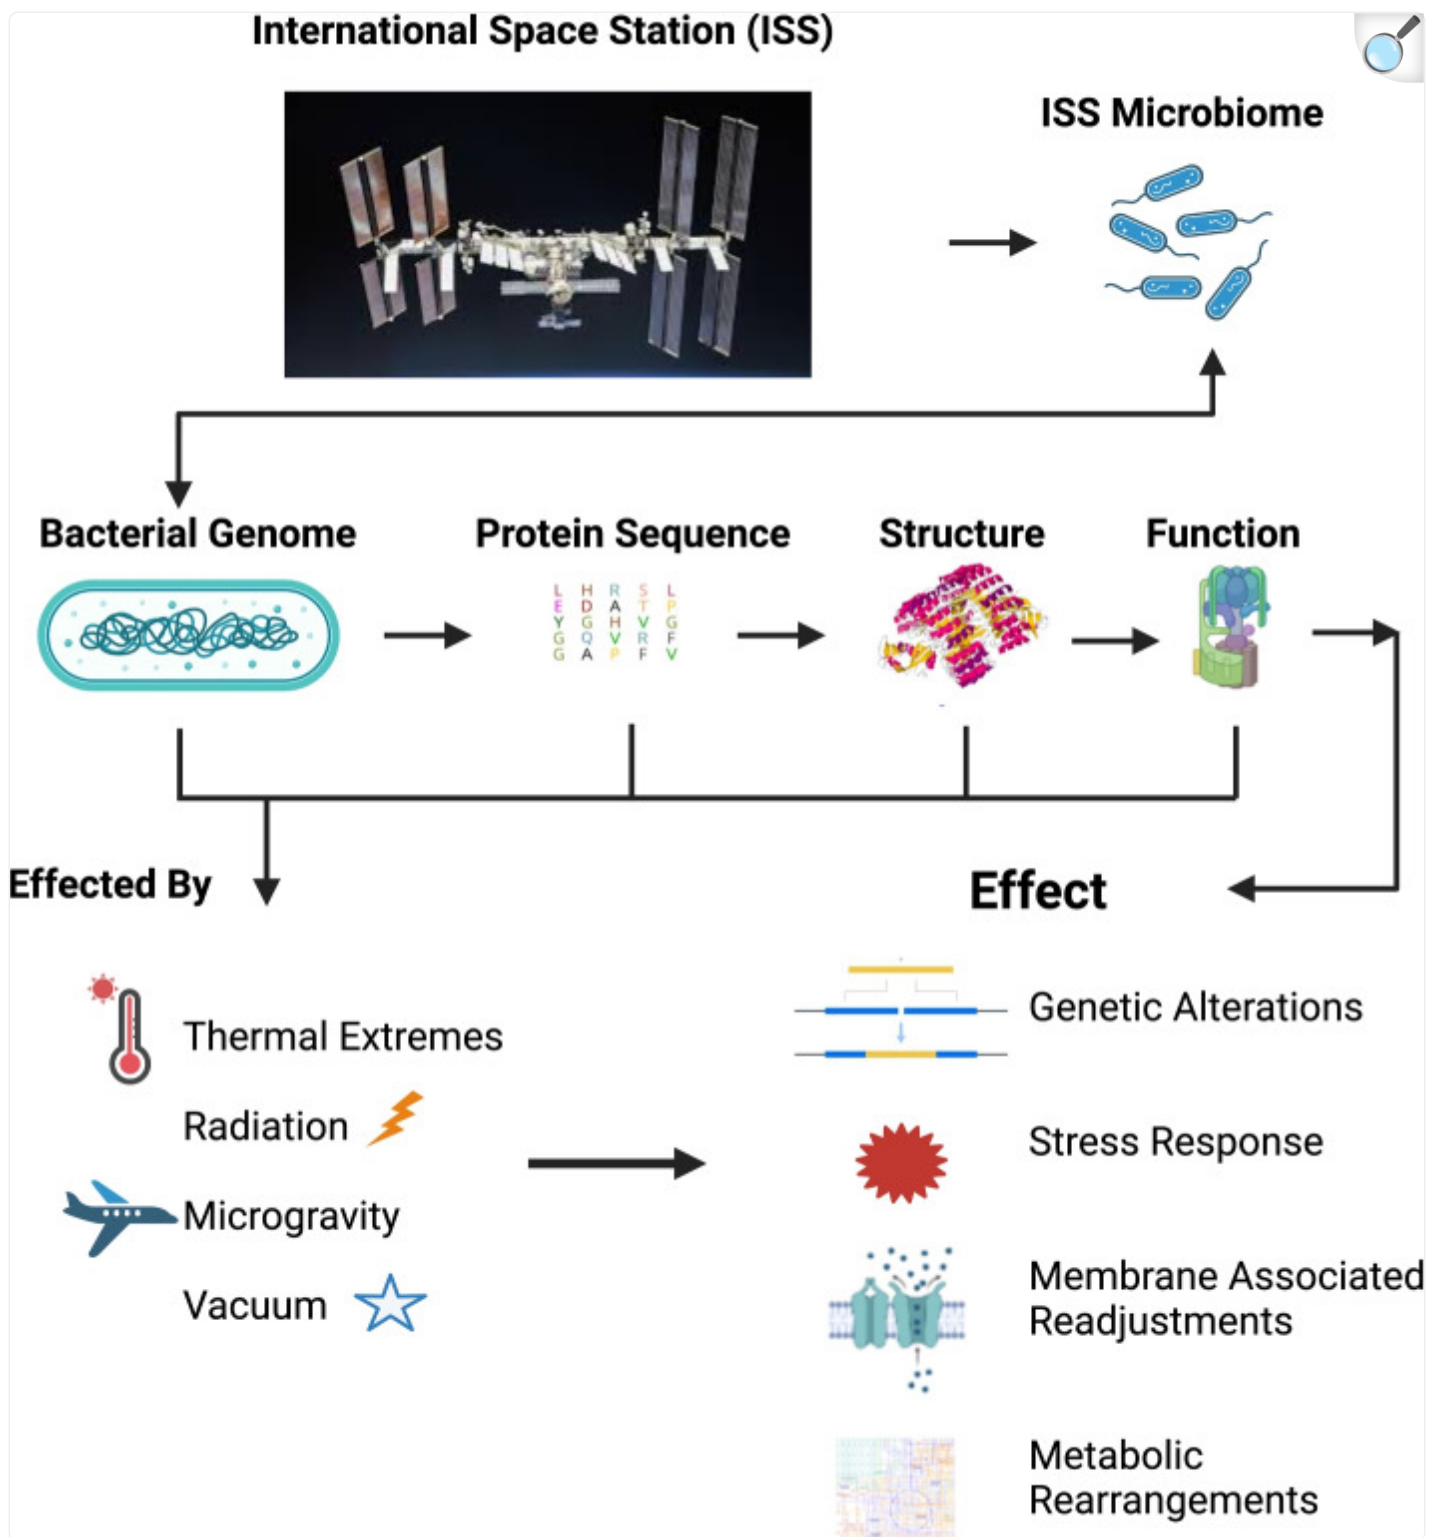 International Space Station (ISS)
ISS Microbiome
Bacterial Genome
Protein Sequence
Structure
Function
L H R S L
E D A T P
Y G H V G
G Q V R F
G A P F V
Effected By
Effect
Thermal Extremes
Radiation
Microgravity
Vacuum
Genetic Alterations
Stress Response
Membrane Associated
Readjustments
Metabolic
Rearrangements